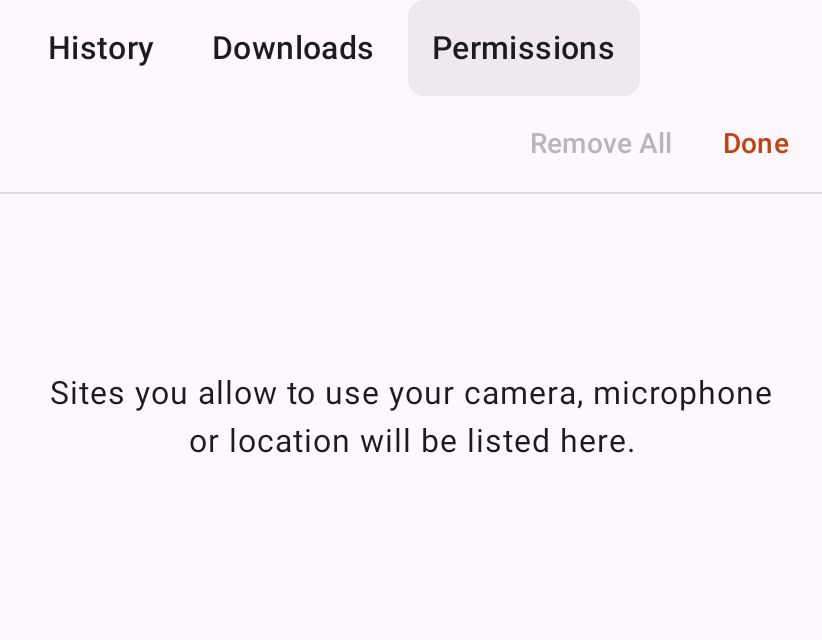 History Downloads Permissions
Remove All Done
Sites you allow to use your camera, microphone
or location will be listed here.